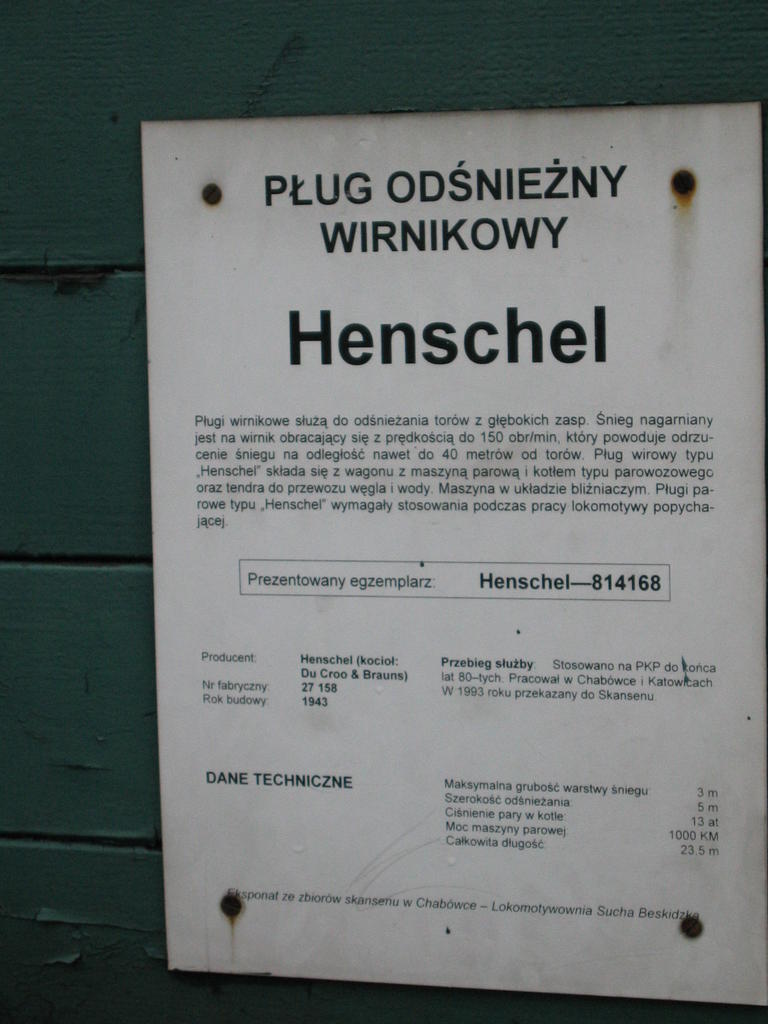 PŁUG ODŚNIEŻNY
WIRNIKOWY
Henschel
Pługi wirnikowe służą do odśnieżania torów z głębokich zasp. Śnieg nagarniany
jest na wirnik obracający się z prędkością do 150 obr/min, który powoduje odrzu-
cenie śniegu na odległość nawet do 40 metrów od torów. Pług wirowy typu
„Henschel" składa się z wagonu z maszyną parową i kotłem typu parowozowego
oraz tendra do przewozu węgla i wody. Maszyna w układzie bliźniaczym. Pługi pa-
rowe typu „Henschel" wymagały stosowania podczas pracy lokomotywy popycha-
jącej.
Prezentowany egzemplarz: Henschel—814168
Producent: Henschel (kocioł:
Du Croo & Brauns)
Nr fabryczny: 27 158
Rok budowy: 1943
Przebieg służby: Stosowano na PKP do końca
lat 80–tych. Pracował w Chabówce i Katowicach.
W 1993 roku przekazany do Skansenu.
DANE TECHNICZNE
Maksymalna grubość warstwy śniegu: 3 m
Szerokość odśnieżania: 5 m
Ciśnienie pary w kotle: 13 at
Moc maszyny parowej: 1000 KM
Całkowita długość: 23.5 m
Eksponat ze zbiorów skansenu w Chabówce – Lokomotywownia Sucha Beskidzka